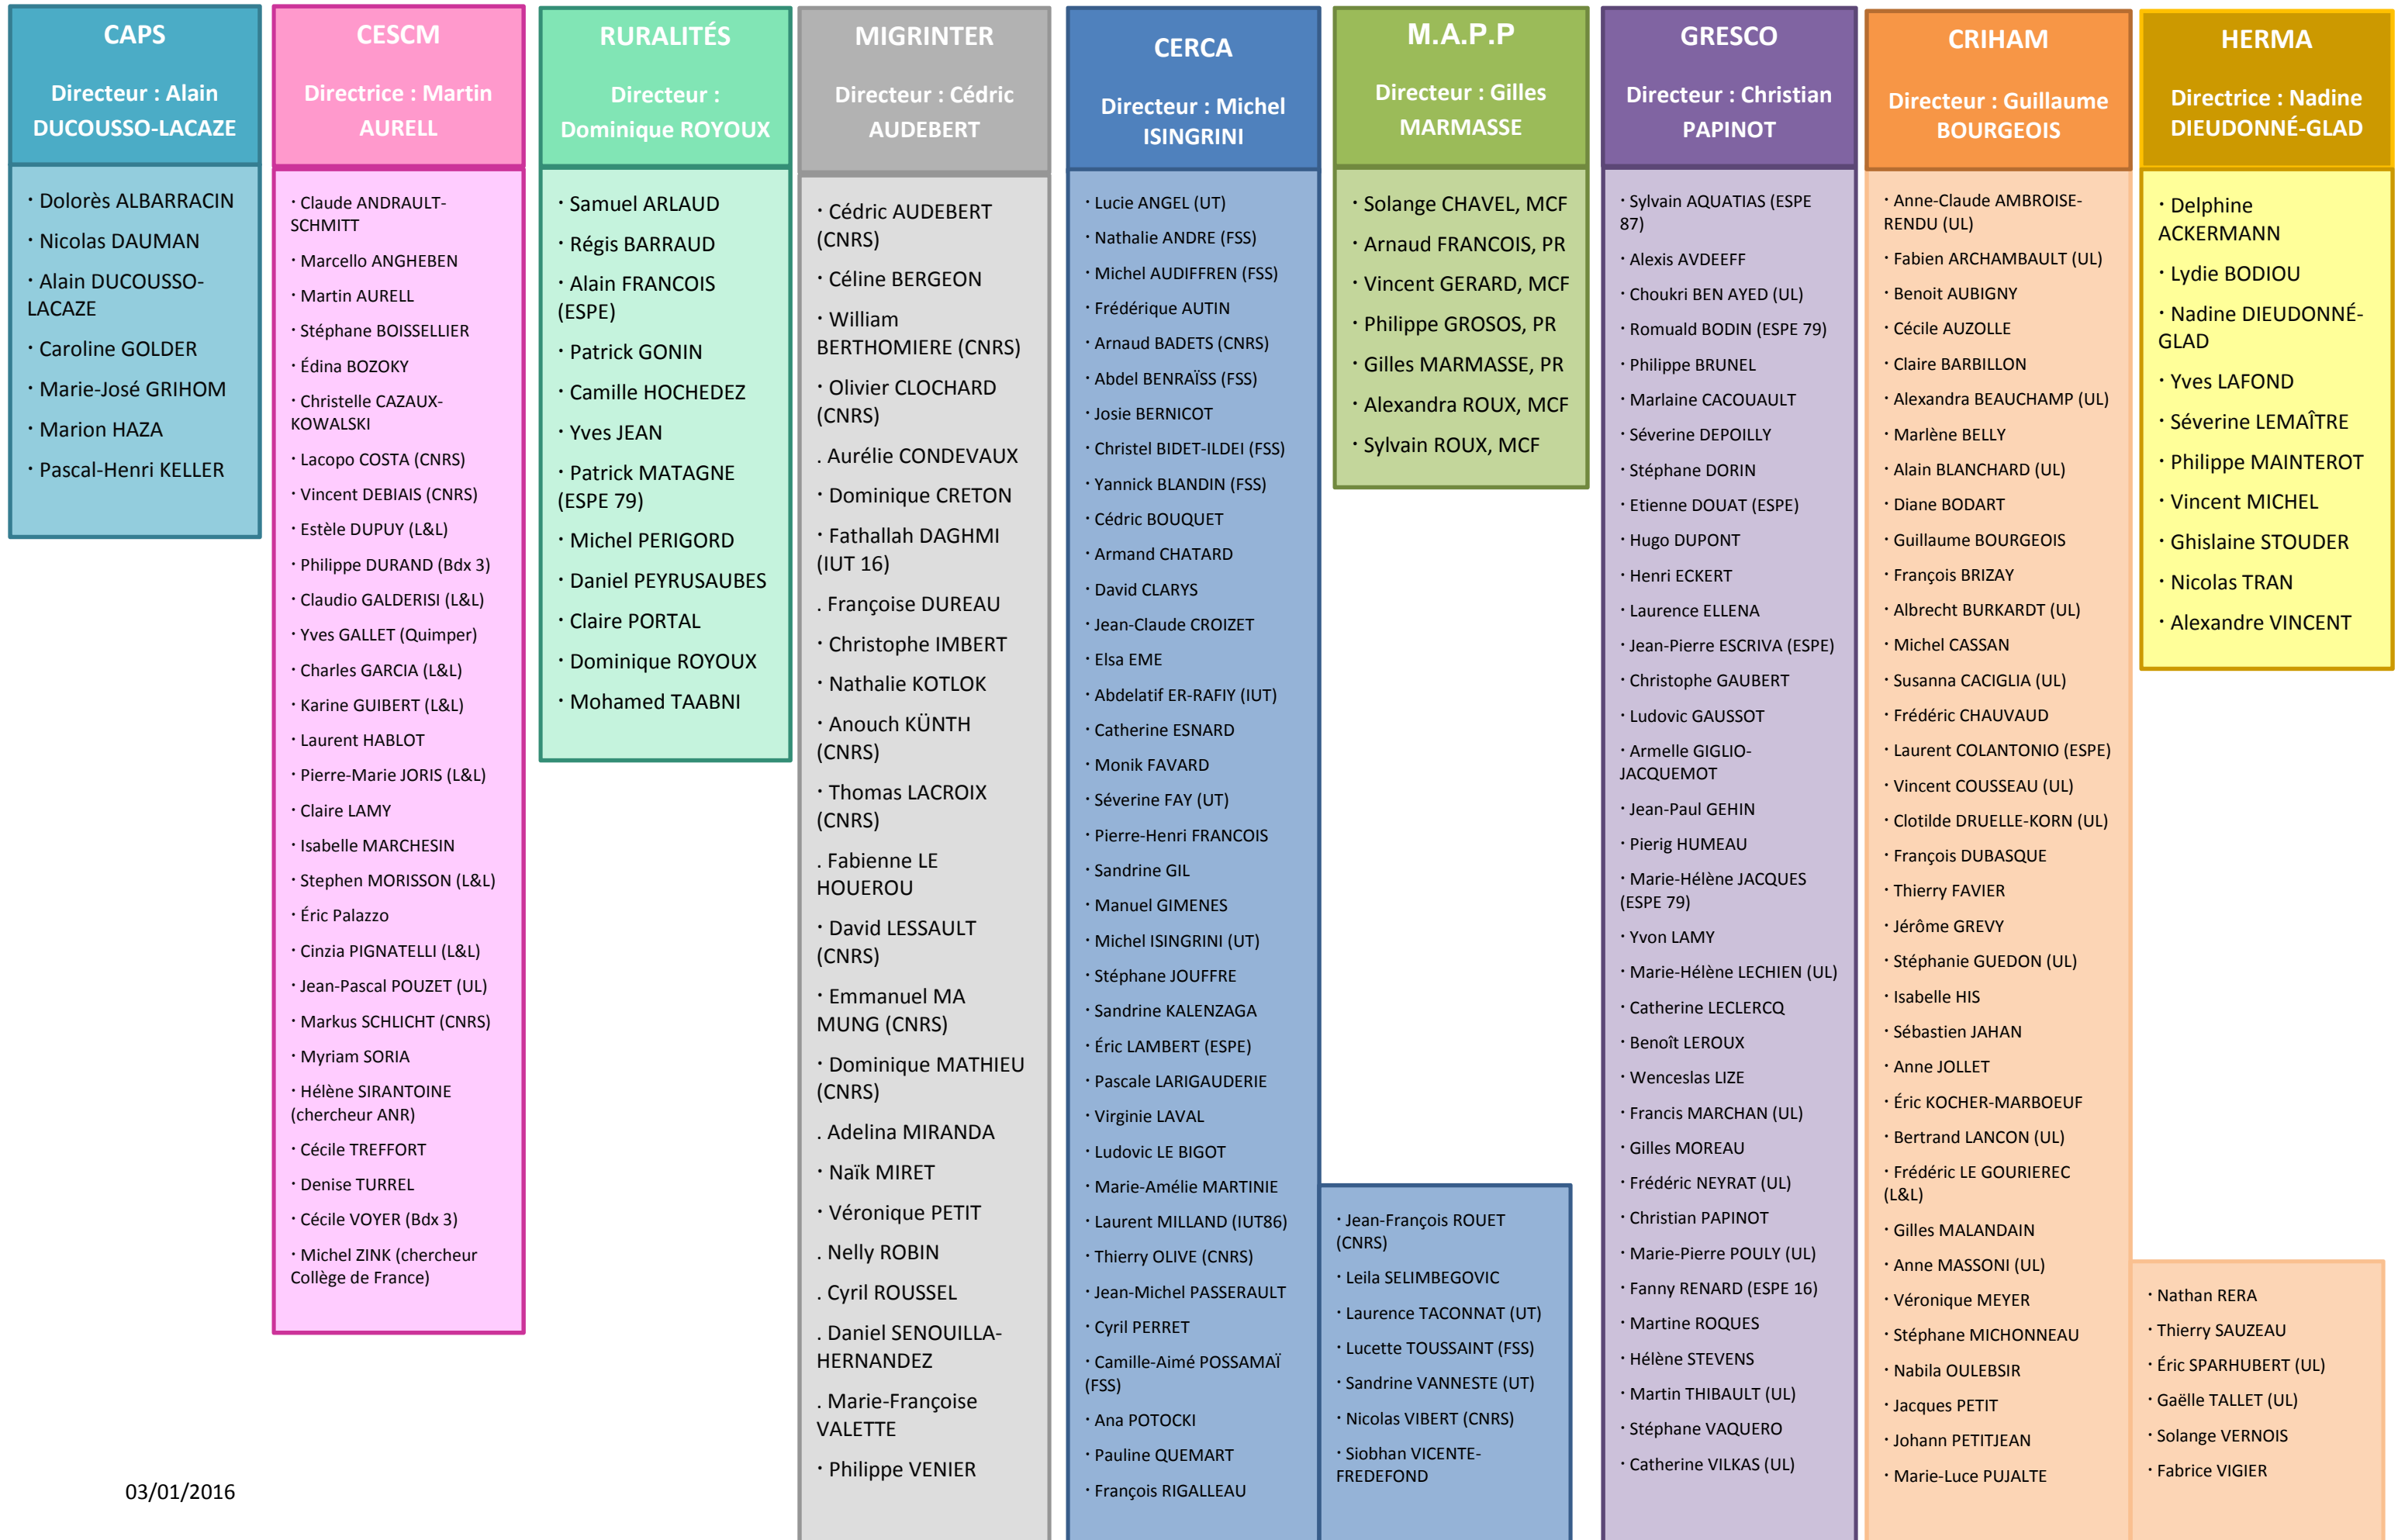 CAPS
Directeur : Alain
DUCOUSSO-LACAZE
· Dolorès ALBARRACIN
· Nicolas DAUMAN
· Alain DUCOUSSO-
LACAZE
· Caroline GOLDER
· Marie-José GRIHOM
· Marion HAZA
· Pascal-Henri KELLER
CESCM
Directrice : Martin
AURELL
· Claude ANDRAULT-
SCHMITT
· Marcello ANGHEBEN
· Martin AURELL
· Stéphane BOISSELLIER
· Édina BOZOKY
· Christelle CAZAUX-
KOWALSKI
· Lacopo COSTA (CNRS)
· Vincent DEBIAIS (CNRS)
· Estèle DUPUY (L&L)
· Philippe DURAND (Bdx 3)
· Claudio GALDERISI (L&L)
· Yves GALLET (Quimper)
· Charles GARCIA (L&L)
· Karine GUIBERT (L&L)
· Laurent HABLOT
· Pierre-Marie JORIS (L&L)
· Claire LAMY
· Isabelle MARCHESIN
· Stephen MORISSON (L&L)
· Éric Palazzo
· Cinzia PIGNATELLI (L&L)
· Jean-Pascal POUZET (UL)
· Markus SCHLICHT (CNRS)
· Myriam SORIA
· Hélène SIRANTOINE
(chercheur ANR)
· Cécile TREFFORT
· Denise TURREL
· Cécile VOYER (Bdx 3)
· Michel ZINK (chercheur
Collège de France)
RURALITÉS
Directeur :
Dominique ROYOUX
· Samuel ARLAUD
· Régis BARRAUD
· Alain FRANCOIS
(ESPE)
· Patrick GONIN
· Camille HOCHEDEZ
· Yves JEAN
· Patrick MATAGNE
(ESPE 79)
· Michel PERIGORD
· Daniel PEYRUSAUBES
· Claire PORTAL
· Dominique ROYOUX
· Mohamed TAABNI
MIGRINTER
Directeur : Cédric
AUDEBERT
· Cédric AUDEBERT
(CNRS)
· Céline BERGEON
· William
BERTHOMIERE (CNRS)
· Olivier CLOCHARD
(CNRS)
. Aurélie CONDEVAUX
· Dominique CRETON
· Fathallah DAGHMI
(IUT 16)
. Françoise DUREAU
· Christophe IMBERT
· Nathalie KOTLOK
· Anouch KÜNTH
(CNRS)
· Thomas LACROIX
(CNRS)
. Fabienne LE
HOUEROU
· David LESSAULT
(CNRS)
· Emmanuel MA
MUNG (CNRS)
· Dominique MATHIEU
(CNRS)
. Adelina MIRANDA
· Naïk MIRET
· Véronique PETIT
. Nelly ROBIN
. Cyril ROUSSEL
. Daniel SENOUILLA-
HERNANDEZ
. Marie-Françoise
VALETTE
· Philippe VENIER
CERCA
Directeur : Michel
ISINGRINI
· Lucie ANGEL (UT)
· Nathalie ANDRE (FSS)
· Michel AUDIFFREN (FSS)
· Frédérique AUTIN
· Arnaud BADETS (CNRS)
· Abdel BENRAÏSS (FSS)
· Josie BERNICOT
· Christel BIDET-ILDEI (FSS)
· Yannick BLANDIN (FSS)
· Cédric BOUQUET
· Armand CHATARD
· David CLARYS
· Jean-Claude CROIZET
· Elsa EME
· Abdelatif ER-RAFIY (IUT)
· Catherine ESNARD
· Monik FAVARD
· Séverine FAY (UT)
· Pierre-Henri FRANCOIS
· Sandrine GIL
· Manuel GIMENES
· Michel ISINGRINI (UT)
· Stéphane JOUFFRE
· Sandrine KALENZAGA
· Éric LAMBERT (ESPE)
· Pascale LARIGAUDERIE
· Virginie LAVAL
· Ludovic LE BIGOT
· Marie-Amélie MARTINIE
· Laurent MILLAND (IUT86)
· Thierry OLIVE (CNRS)
· Jean-Michel PASSERAULT
· Cyril PERRET
· Camille-Aimé POSSAMAÏ
(FSS)
· Ana POTOCKI
· Pauline QUEMART
· François RIGALLEAU
· Jean-François ROUET
(CNRS)
· Leila SELIMBEGOVIC
· Laurence TACONNAT (UT)
· Lucette TOUSSAINT (FSS)
· Sandrine VANNESTE (UT)
· Nicolas VIBERT (CNRS)
· Siobhan VICENTE-
FREDEFOND
M.A.P.P
Directeur : Gilles
MARMASSE
· Solange CHAVEL, MCF
· Arnaud FRANCOIS, PR
· Vincent GERARD, MCF
· Philippe GROSOS, PR
· Gilles MARMASSE, PR
· Alexandra ROUX, MCF
· Sylvain ROUX, MCF
GRESCO
Directeur : Christian
PAPINOT
· Sylvain AQUATIAS (ESPE
87)
· Alexis AVDEEFF
· Choukri BEN AYED (UL)
· Romuald BODIN (ESPE 79)
· Philippe BRUNEL
· Marlaine CACOUAULT
· Séverine DEPOILLY
· Stéphane DORIN
· Etienne DOUAT (ESPE)
· Hugo DUPONT
· Henri ECKERT
· Laurence ELLENA
· Jean-Pierre ESCRIVA (ESPE)
· Christophe GAUBERT
· Ludovic GAUSSOT
· Armelle GIGLIO-
JACQUEMOT
· Jean-Paul GEHIN
· Pierig HUMEAU
· Marie-Hélène JACQUES
(ESPE 79)
· Yvon LAMY
· Marie-Hélène LECHIEN (UL)
· Catherine LECLERCQ
· Benoît LEROUX
· Wenceslas LIZE
· Francis MARCHAN (UL)
· Gilles MOREAU
· Frédéric NEYRAT (UL)
· Christian PAPINOT
· Marie-Pierre POULY (UL)
· Fanny RENARD (ESPE 16)
· Martine ROQUES
· Hélène STEVENS
· Martin THIBAULT (UL)
· Stéphane VAQUERO
· Catherine VILKAS (UL)
CRIHAM
Directeur : Guillaume
BOURGEOIS
· Anne-Claude AMBROISE-
RENDU (UL)
· Fabien ARCHAMBAULT (UL)
· Benoit AUBIGNY
· Cécile AUZOLLE
· Claire BARBILLON
· Alexandra BEAUCHAMP (UL)
· Marlène BELLY
· Alain BLANCHARD (UL)
· Diane BODART
· Guillaume BOURGEOIS
· François BRIZAY
· Albrecht BURKARDT (UL)
· Michel CASSAN
· Susanna CACIGLIA (UL)
· Frédéric CHAUVAUD
· Laurent COLANTONIO (ESPE)
· Vincent COUSSEAU (UL)
· Clotilde DRUELLE-KORN (UL)
· François DUBASQUE
· Thierry FAVIER
· Jérôme GREVY
· Stéphanie GUEDON (UL)
· Isabelle HIS
· Sébastien JAHAN
· Anne JOLLET
· Éric KOCHER-MARBOEUF
· Bertrand LANCON (UL)
· Frédéric LE GOURIEREC
(L&L)
· Gilles MALANDAIN
· Anne MASSONI (UL)
· Véronique MEYER
· Stéphane MICHONNEAU
· Nabila OULEBSIR
· Jacques PETIT
· Johann PETITJEAN
· Marie-Luce PUJALTE
· Nathan RERA
· Thierry SAUZEAU
· Éric SPARHUBERT (UL)
· Gaëlle TALLET (UL)
· Solange VERNOIS
· Fabrice VIGIER
HERMA
Directrice : Nadine
DIEUDONNÉ-GLAD
· Delphine
ACKERMANN
· Lydie BODIOU
· Nadine DIEUDONNÉ-
GLAD
· Yves LAFOND
· Séverine LEMAÎTRE
· Philippe MAINTEROT
· Vincent MICHEL
· Ghislaine STOUDER
· Nicolas TRAN
· Alexandre VINCENT
03/01/2016